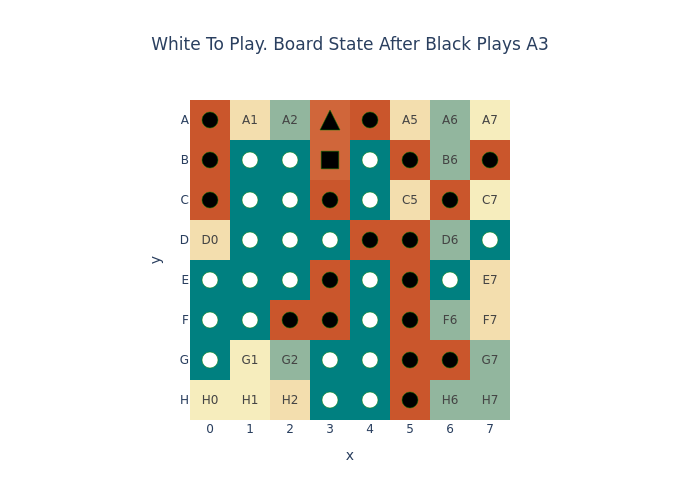 White To Play. Board State After Black Plays A3
A A1 A2 A5 A6 A7
B B6
C C5 C7
D D0 D6
E E7
F F6 F7
G G1 G2 G7
H H0 H1 H2 H6 H7
0 1 2 3 4 5 6 7
x
y